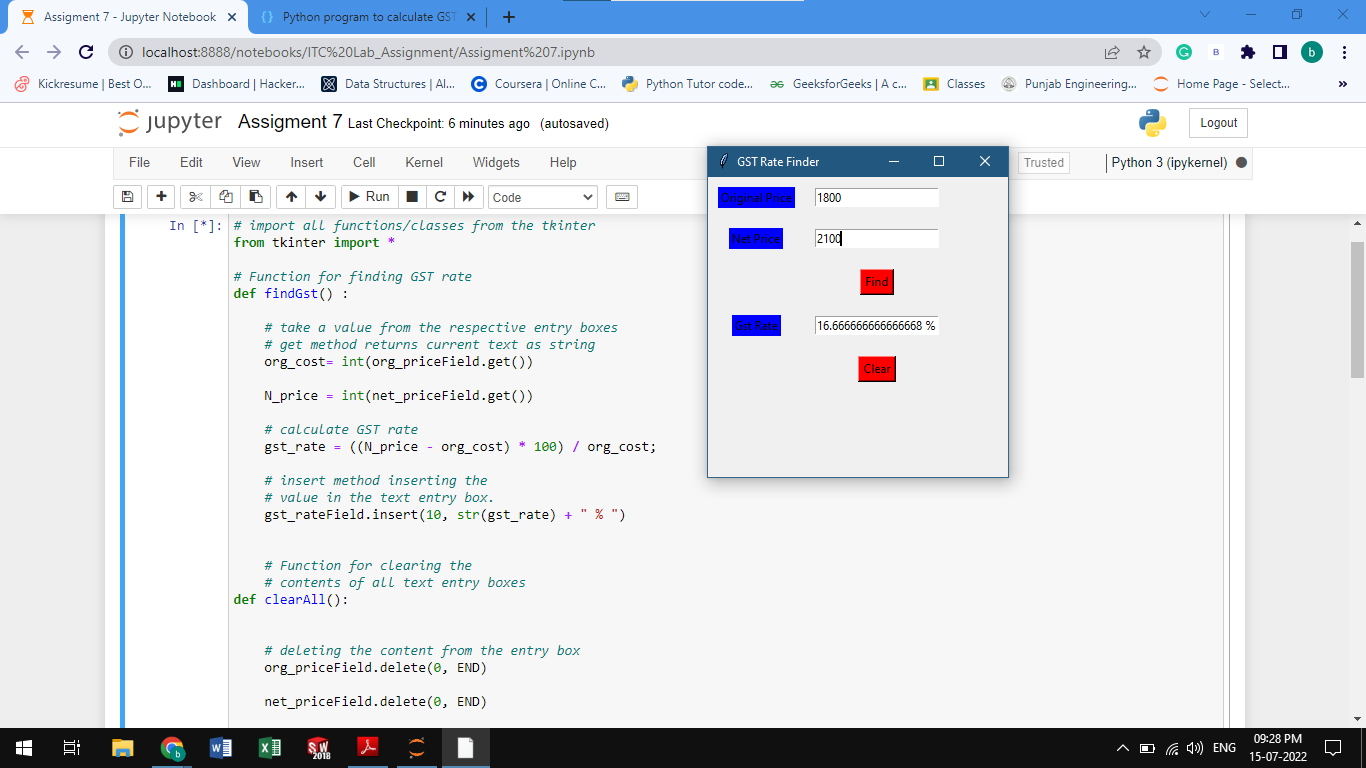 Assigment 7 - Jupyter Notebook
Python program to calculate GST
localhost:8888/notebooks/ITC%20Lab_Assignment/Assigment%207.ipynb
B
b
Kickresume | Best O...
Dashboard | Hacker...
Data Structures | Al...
Coursera | Online C...
Python Tutor code...
GeeksforGeeks | A c...
Classes
Punjab Engineering...
Home Page - Select...
jupyter Assigment 7 Last Checkpoint: 6 minutes ago (autosaved)
Logout
File Edit View Insert Cell Kernel Widgets Help
Trusted
Python 3 (ipykernel)
Run
Code
GST Rate Finder
Original Price 1800
Net Price 2100
Find
Gst Rate 16.666666666666668 %
Clear
In [*]:
# import all functions/classes from the tkinter
from tkinter import *
# Function for finding GST rate
def findGst() :
# take a value from the respective entry boxes
# get method returns current text as string
org_cost= int(org_priceField.get())
N_price = int(net_priceField.get())
# calculate GST rate
gst_rate = ((N_price - org_cost) * 100) / org_cost;
# insert method inserting the
# value in the text entry box.
gst_rateField.insert(10, str(gst_rate) + " % ")
# Function for clearing the
# contents of all text entry boxes
def clearAll():
# deleting the content from the entry box
org_priceField.delete(0, END)
net_priceField.delete(0, END)
SW
2018
b
ENG
09:28 PM
15-07-2022